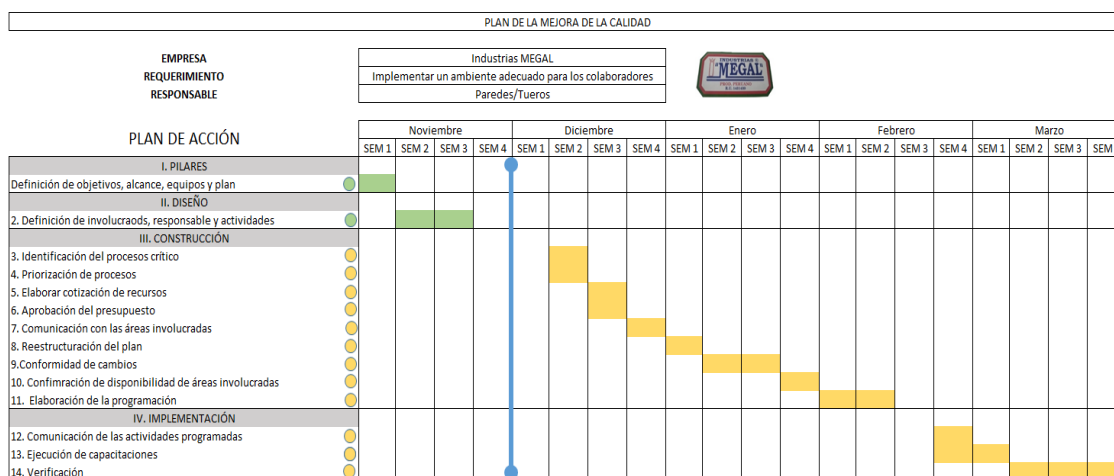 PLAN DE LA MEJORA DE LA CALIDAD
EMPRESA Industrias MEGAL
REQUERIMIENTO Implementar un ambiente adecuado para los colaboradores
RESPONSABLE Paredes/Tueros
INDUSTRIAS
"MEGAL"
PLAN DE ACCIÓN
Noviembre Diciembre Enero Febrero Marzo
SEM 1 SEM 2 SEM 3 SEM 4 SEM 1 SEM 2 SEM 3 SEM 4 SEM 1 SEM 2 SEM 3 SEM 4 SEM 1 SEM 2 SEM 3 SEM 4 SEM 1 SEM 2 SEM 3 SEM
I. PILARES
Definición de objetivos, alcance, equipos y plan
II. DISEÑO
2. Definición de involucraods, responsable y actividades
III. CONSTRUCCIÓN
3. Identificación del procesos crítico
4. Priorización de procesos
5. Elaborar cotización de recursos
6. Aprobación del presupuesto
7. Comunicación con las áreas involucradas
8. Reestructuración del plan
9.Conformidad de cambios
10. Confimración de disponibilidad de áreas involucradas
11. Elaboración de la programación
IV. IMPLEMENTACIÓN
12. Comunicación de las actividades programadas
13. Ejecución de capacitaciones
14. Verificación